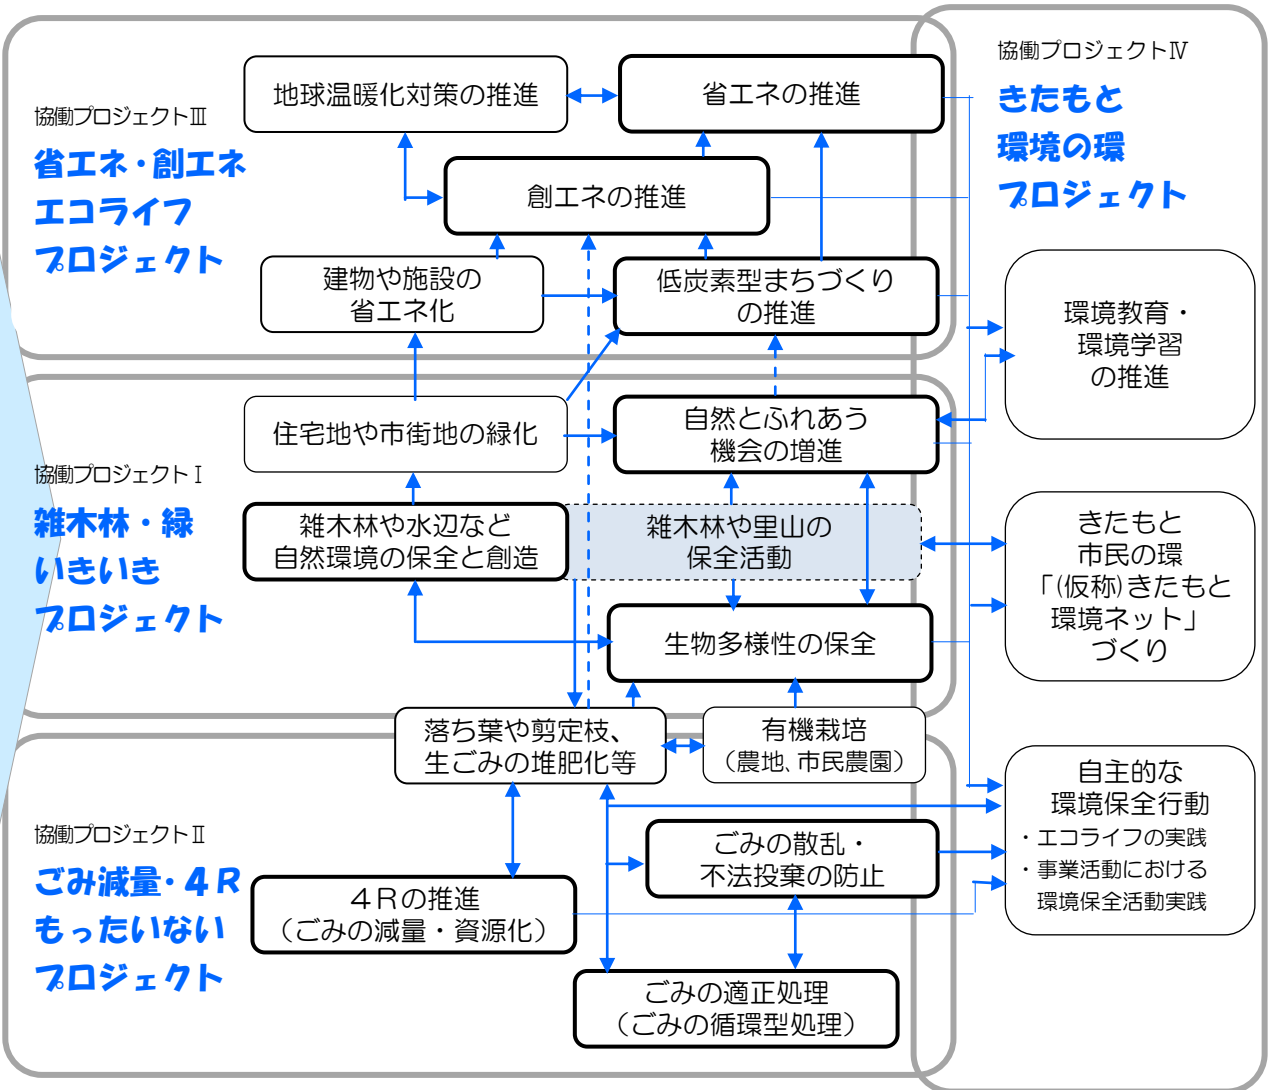 協働プロジェクトⅢ
省エネ・創エネ
エコライフ
プロジェクト
地球温暖化対策の推進
省エネの推進
創エネの推進
建物や施設の
省エネ化
低炭素型まちづくり
の推進
協働プロジェクトⅠ
雑木林・緑
いきいき
プロジェクト
住宅地や市街地の緑化
自然とふれあう
機会の増進
雑木林や水辺など
自然環境の保全と創造
雑木林や里山の
保全活動
生物多様性の保全
落ち葉や剪定枝、
生ごみの堆肥化等
有機栽培
（農地、市民農園）
協働プロジェクトⅡ
ごみ減量・４Ｒ
もったいない
プロジェクト
ごみの散乱・
不法投棄の防止
４Ｒの推進
（ごみの減量・資源化）
ごみの適正処理
（ごみの循環型処理）
協働プロジェクトⅣ
きたもと
環境の環
プロジェクト
環境教育・
環境学習
の推進
きたもと
市民の環
「(仮称)きたもと
環境ネット」
づくり
自主的な
環境保全行動
・エコライフの実践
・事業活動における
環境保全活動実践